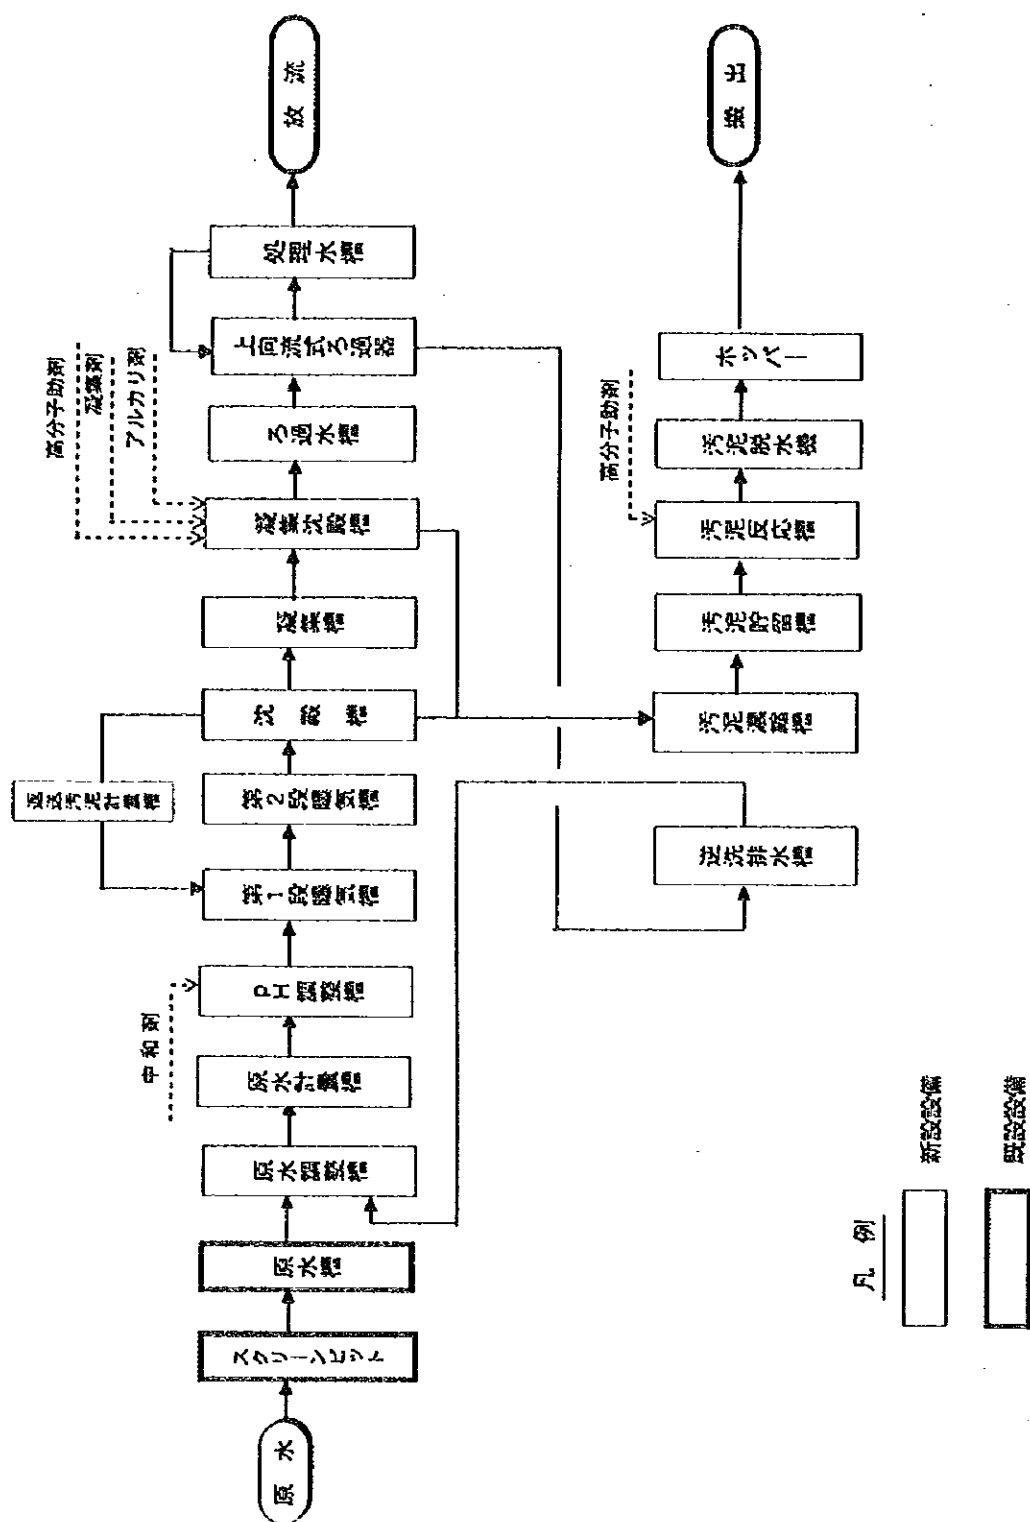 原水
スクリーンピット
原水槽
原水調整槽
原水計量槽
中和剤
PH調整槽
第1段曝気槽
第2段曝気槽
返送汚泥計量槽
沈殿槽
凝集槽
高分子助剤
凝集剤
アルカリ剤
凝集沈殿槽
ろ過水槽
上向流式ろ過器
処理水槽
放流
逆洗排水槽
汚泥濃縮槽
汚泥貯留槽
高分子助剤
汚泥反応槽
汚泥脱水機
ホッパー
搬出
凡例
新設設備
既設設備